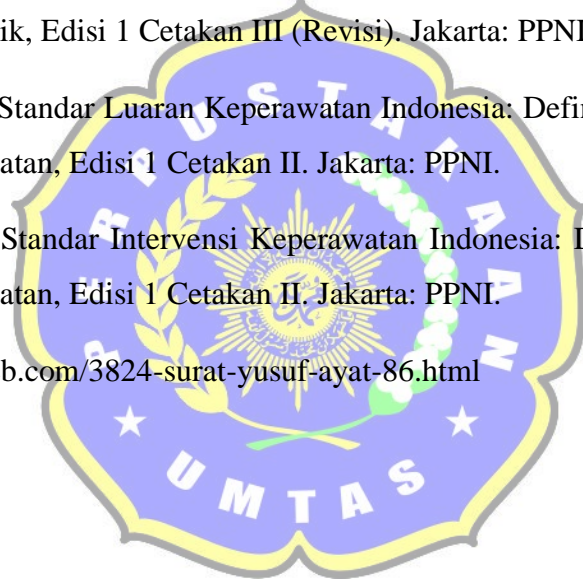 ik, Edisi 1 Cetakan III (Revisi). Jakarta: PPNI
Standar Luaran Keperawatan Indonesia: Defin
atan, Edisi 1 Cetakan II. Jakarta: PPNI.
Standar Intervensi Keperawatan Indonesia: D
atan, Edisi 1 Cetakan II. Jakarta: PPNI.
b.com/3824-surat-yusuf-ayat-86.html
PERPUSTAKAAN
UMTAS